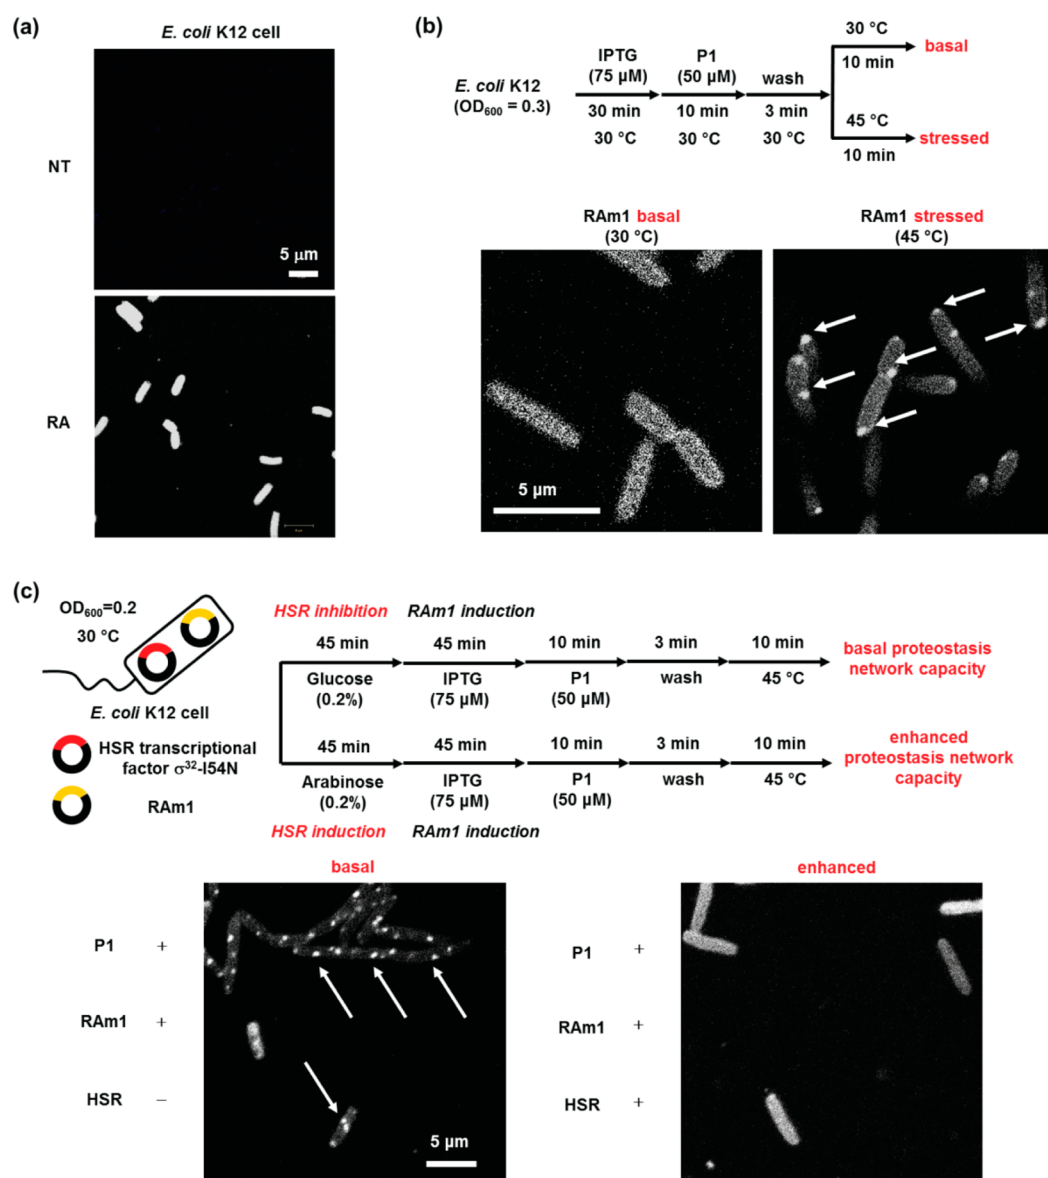 (a)
E. coli K12 cell
NT
5 μm
RA
(b)
E. coli K12
(OD600 = 0.3)
IPTG
(75 μM)
30 min
30 °C
P1
(50 μM)
10 min
30 °C
wash
3 min
30 °C
30 °C
10 min
basal
45 °C
10 min
stressed
RAm1 basal
(30 °C)
5 μm
RAm1 stressed
(45 °C)
(c)
OD600=0.2
30 °C
E. coli K12 cell
HSR transcriptional
factor σ32-I54N
RAm1
HSR inhibition RAm1 induction
45 min 45 min 10 min 3 min 10 min
Glucose IPTG P1 wash 45 °C
(0.2%) (75 μM) (50 μM)
basal proteostasis
network capacity
45 min 45 min 10 min 3 min 10 min
Arabinose IPTG P1 wash 45 °C
(0.2%) (75 μM) (50 μM)
enhanced
proteostasis network
capacity
HSR induction RAm1 induction
basal
P1 +
RAm1 +
HSR −
5 μm
enhanced
P1 +
RAm1 +
HSR +